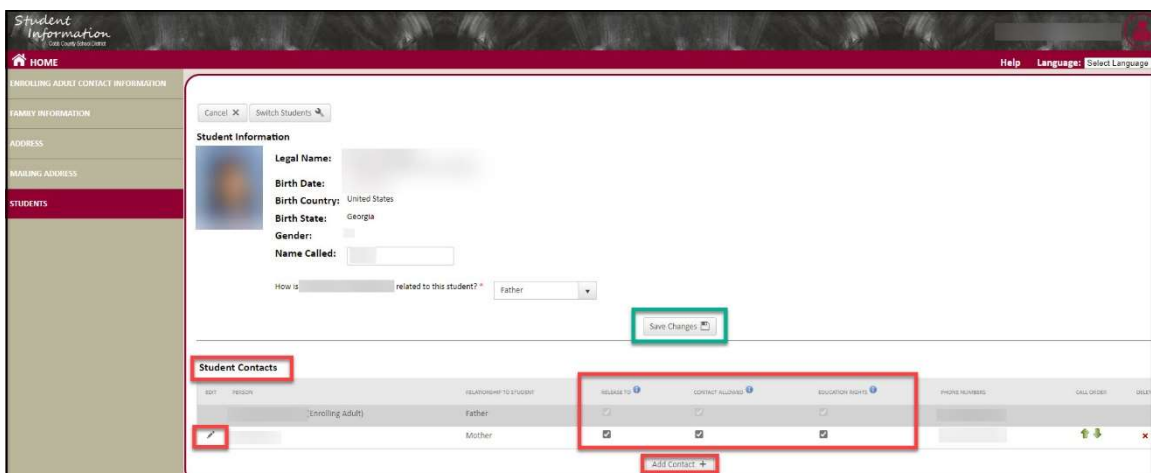 Student
Information
Cobb County School District
HOME
Help Language: Select Language
ENROLLING ADULT CONTACT INFORMATION
FAMILY INFORMATION
ADDRESS
MAILING ADDRESS
STUDENTS
Cancel X Switch Students
Student Information
Legal Name:
Birth Date:
Birth Country: United States
Birth State: Georgia
Gender:
Name Called:
How is related to this student? * Father
Save Changes
Student Contacts
EDIT PERSON RELATIONSHIP TO STUDENT RELEASE TO CONTACT ALLOWED EDUCATION RIGHTS PHONE NUMBERS CALL ORDER DELET
(Enrolling Adult) Father
Mother
Add Contact +